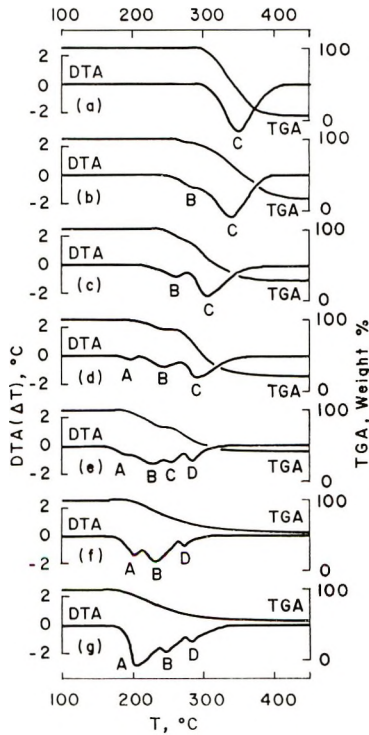 100 200 300 400
2 100
DTA
0
(a)
-2 0
C TGA
2 100
DTA
0
(b) B
-2 C TGA 0
2 100
DTA
0
(c) B TGA
-2 C 0
2 100
DTA
0
(d) A B C TGA
-2 0
2 100
DTA
0
(e) A B C D TGA
-2 0
2 100
DTA TGA
0
(f) A B D
-2 0
2 100
DTA TGA
0
(g) A B D
-2 0
100 200 300 400
T, °C
DTA(ΔT), °C
TGA, Weight %